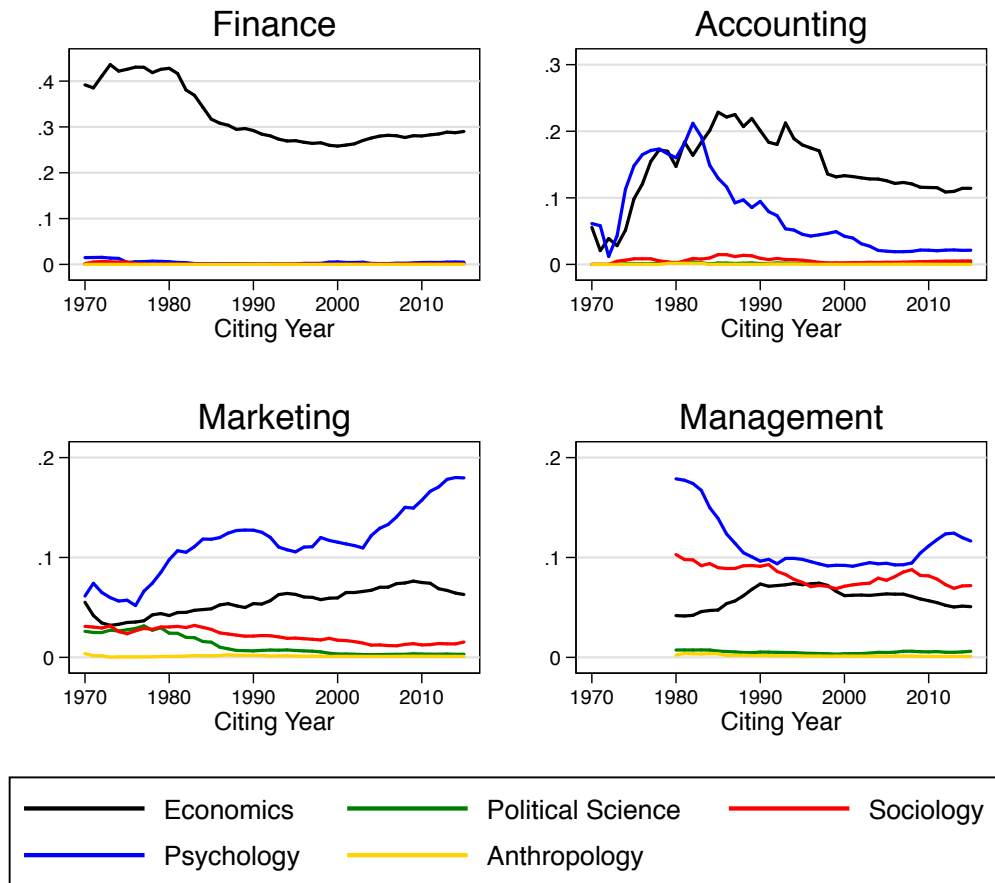 Finance
.4
.3
.2
.1
0
1970 1980 1990 2000 2010
Citing Year
Accounting
.3
.2
.1
0
1970 1980 1990 2000 2010
Citing Year
Marketing
.2
.1
0
1970 1980 1990 2000 2010
Citing Year
Management
.2
.1
0
1970 1980 1990 2000 2010
Citing Year
Economics Political Science Sociology
Psychology Anthropology